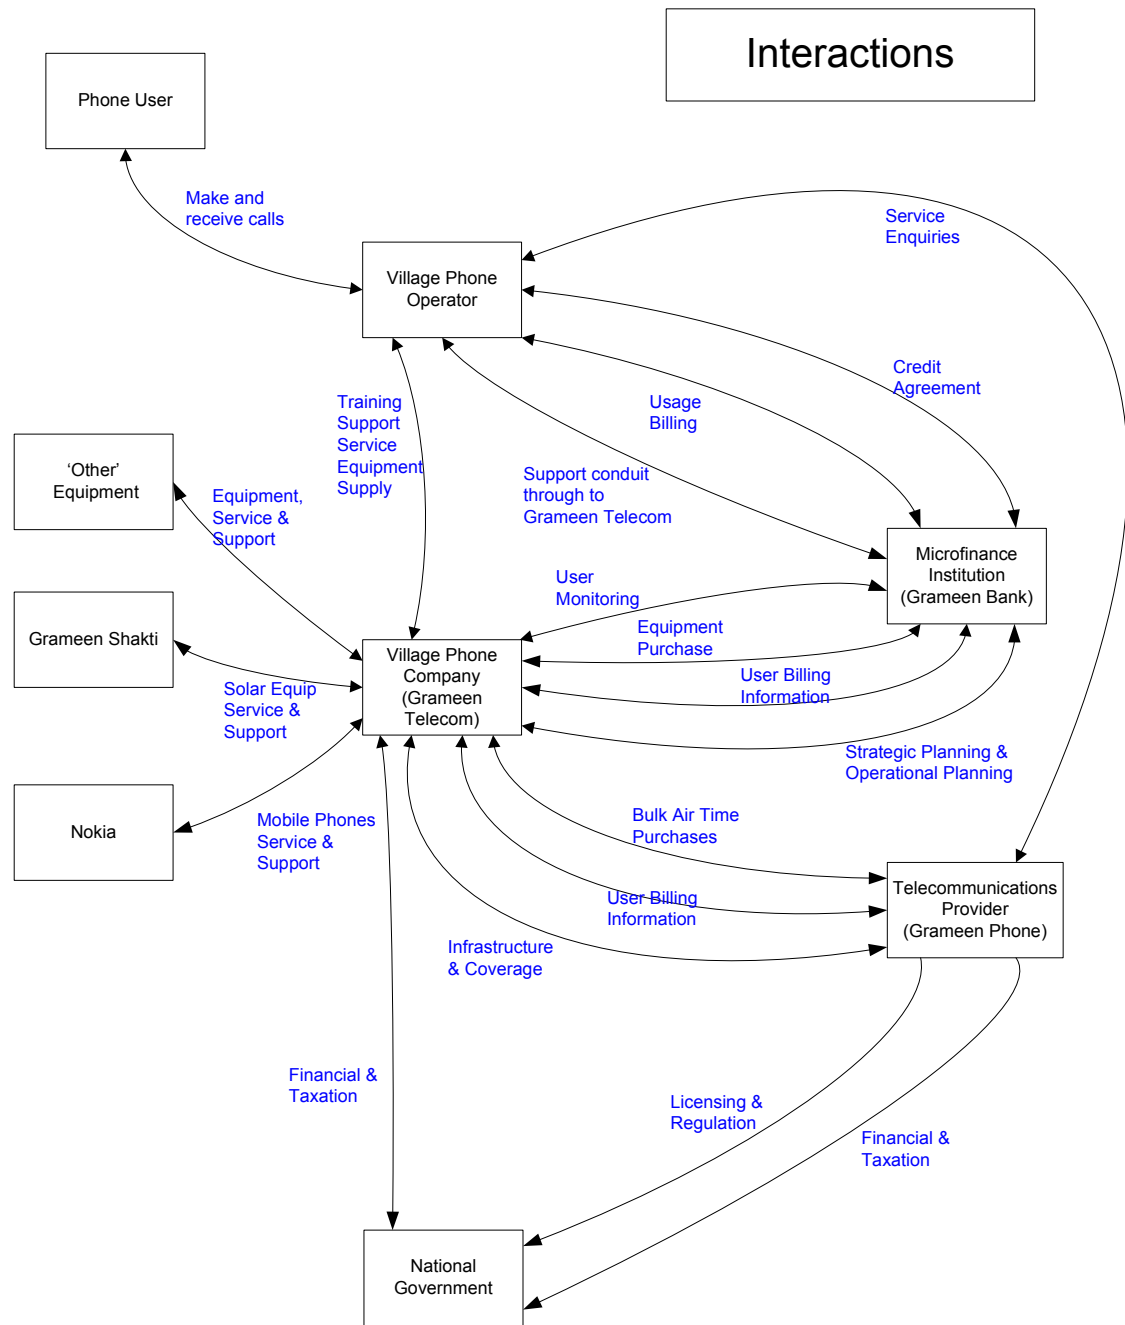 Interactions
Phone User
Make and
receive calls
Service
Enquiries
Village Phone
Operator
Credit
Agreement
Training
Support
Service
Equipment
Supply
Usage
Billing
'Other'
Equipment
Equipment,
Service &
Support
Support conduit
through to
Grameen Telecom
Microfinance
Institution
(Grameen Bank)
User
Monitoring
Grameen Shakti
Equipment
Purchase
Village Phone
Company
(Grameen
Telecom)
User Billing
Information
Solar Equip
Service &
Support
Strategic Planning &
Operational Planning
Nokia
Mobile Phones
Service &
Support
Bulk Air Time
Purchases
Telecommunications
Provider
(Grameen Phone)
User Billing
Information
Infrastructure
& Coverage
Financial &
Taxation
Licensing &
Regulation
Financial &
Taxation
National
Government